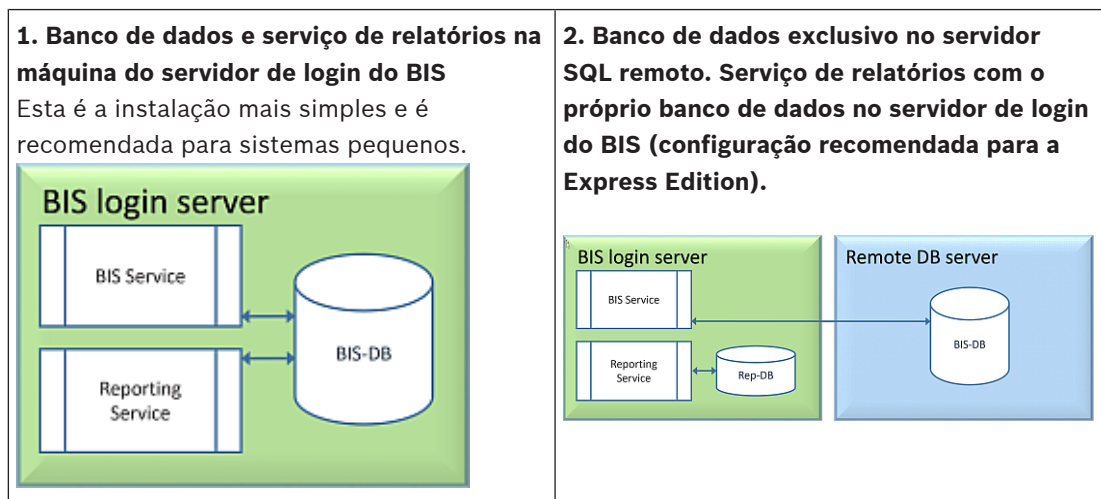 1. Banco de dados e serviço de relatórios na
máquina do servidor de login do BIS
Esta é a instalação mais simples e é
recomendada para sistemas pequenos.
BIS login server
BIS Service
Reporting
Service
BIS-DB
2. Banco de dados exclusivo no servidor
SQL remoto. Serviço de relatórios com o
próprio banco de dados no servidor de login
do BIS (configuração recomendada para a
Express Edition).
BIS login server
BIS Service
Reporting
Service
Rep-DB
Remote DB server
BIS-DB